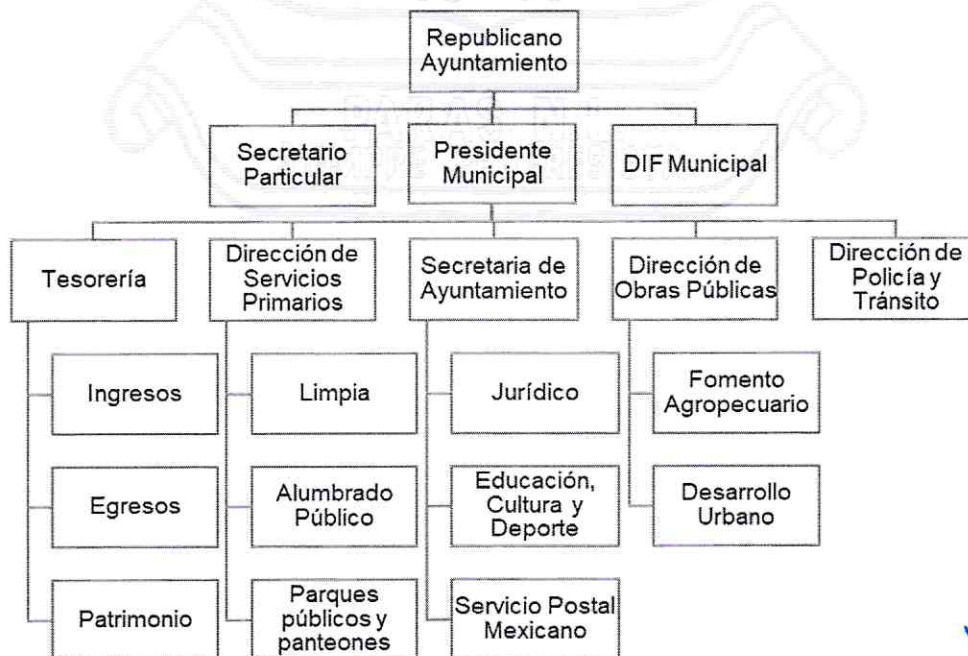 Republicano
Ayuntamiento
Secretario
Particular
Presidente
Municipal
DIF Municipal
Tesorería
Dirección de
Servicios
Primarios
Secretaria de
Ayuntamiento
Dirección de
Obras Públicas
Dirección de
Policía y
Tránsito
Ingresos
Limpia
Jurídico
Fomento
Agropecuario
Egresos
Alumbrado
Público
Educación,
Cultura y
Deporte
Desarrollo
Urbano
Patrimonio
Parques
públicos y
panteones
Servicio Postal
Mexicano